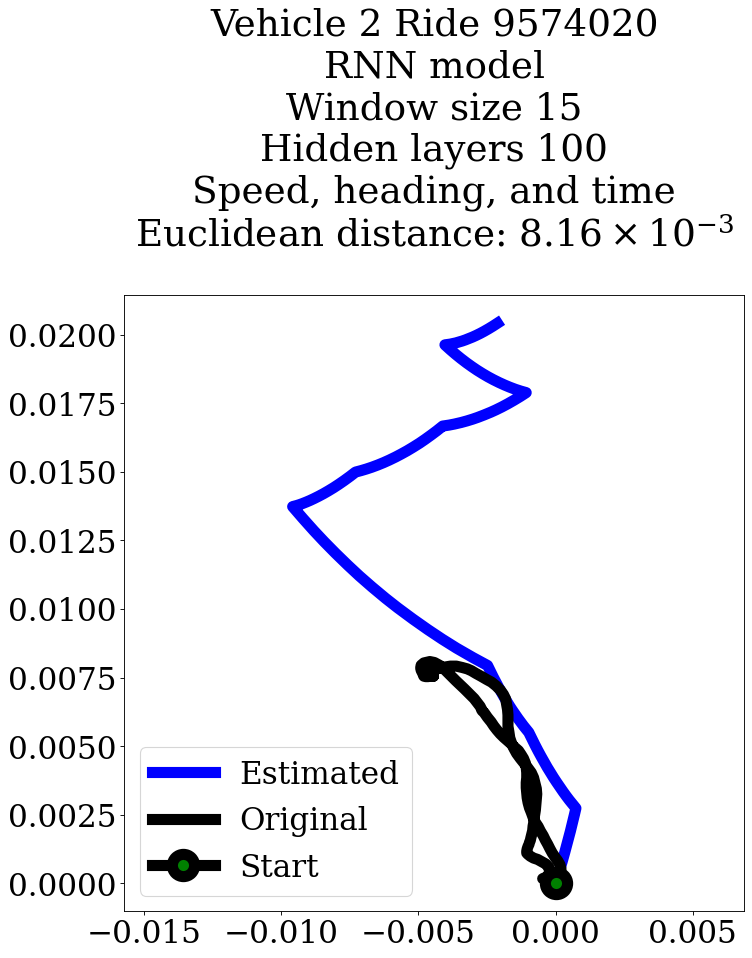 Vehicle 2 Ride 9574020
RNN model
Window size 15
Hidden layers 100
Speed, heading, and time
Euclidean distance: 8.16 × 10⁻³
0.0200
0.0175
0.0150
0.0125
0.0100
0.0075
0.0050
0.0025
0.0000
Estimated
Original
Start
−0.015 −0.010 −0.005 0.000 0.005